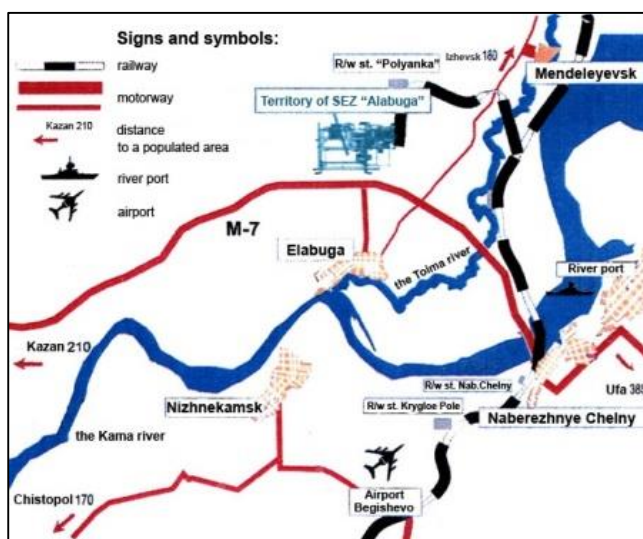 Signs and symbols:
railway
motorway
Kazan 210
distance
to a populated area
river port
airport
R/w st. "Polyanka"
Izhevsk 160
Mendeleyevsk
Territory of SEZ "Alabuga"
M-7
Elabuga
the Toima river
River port
Kazan 210
R/w st. Nab.Chelny
Ufa 385
Nizhnekamsk
R/w st. Krygloe Pole
Naberezhnye Chelny
the Kama river
Airport
Begishevo
Chistopol 170